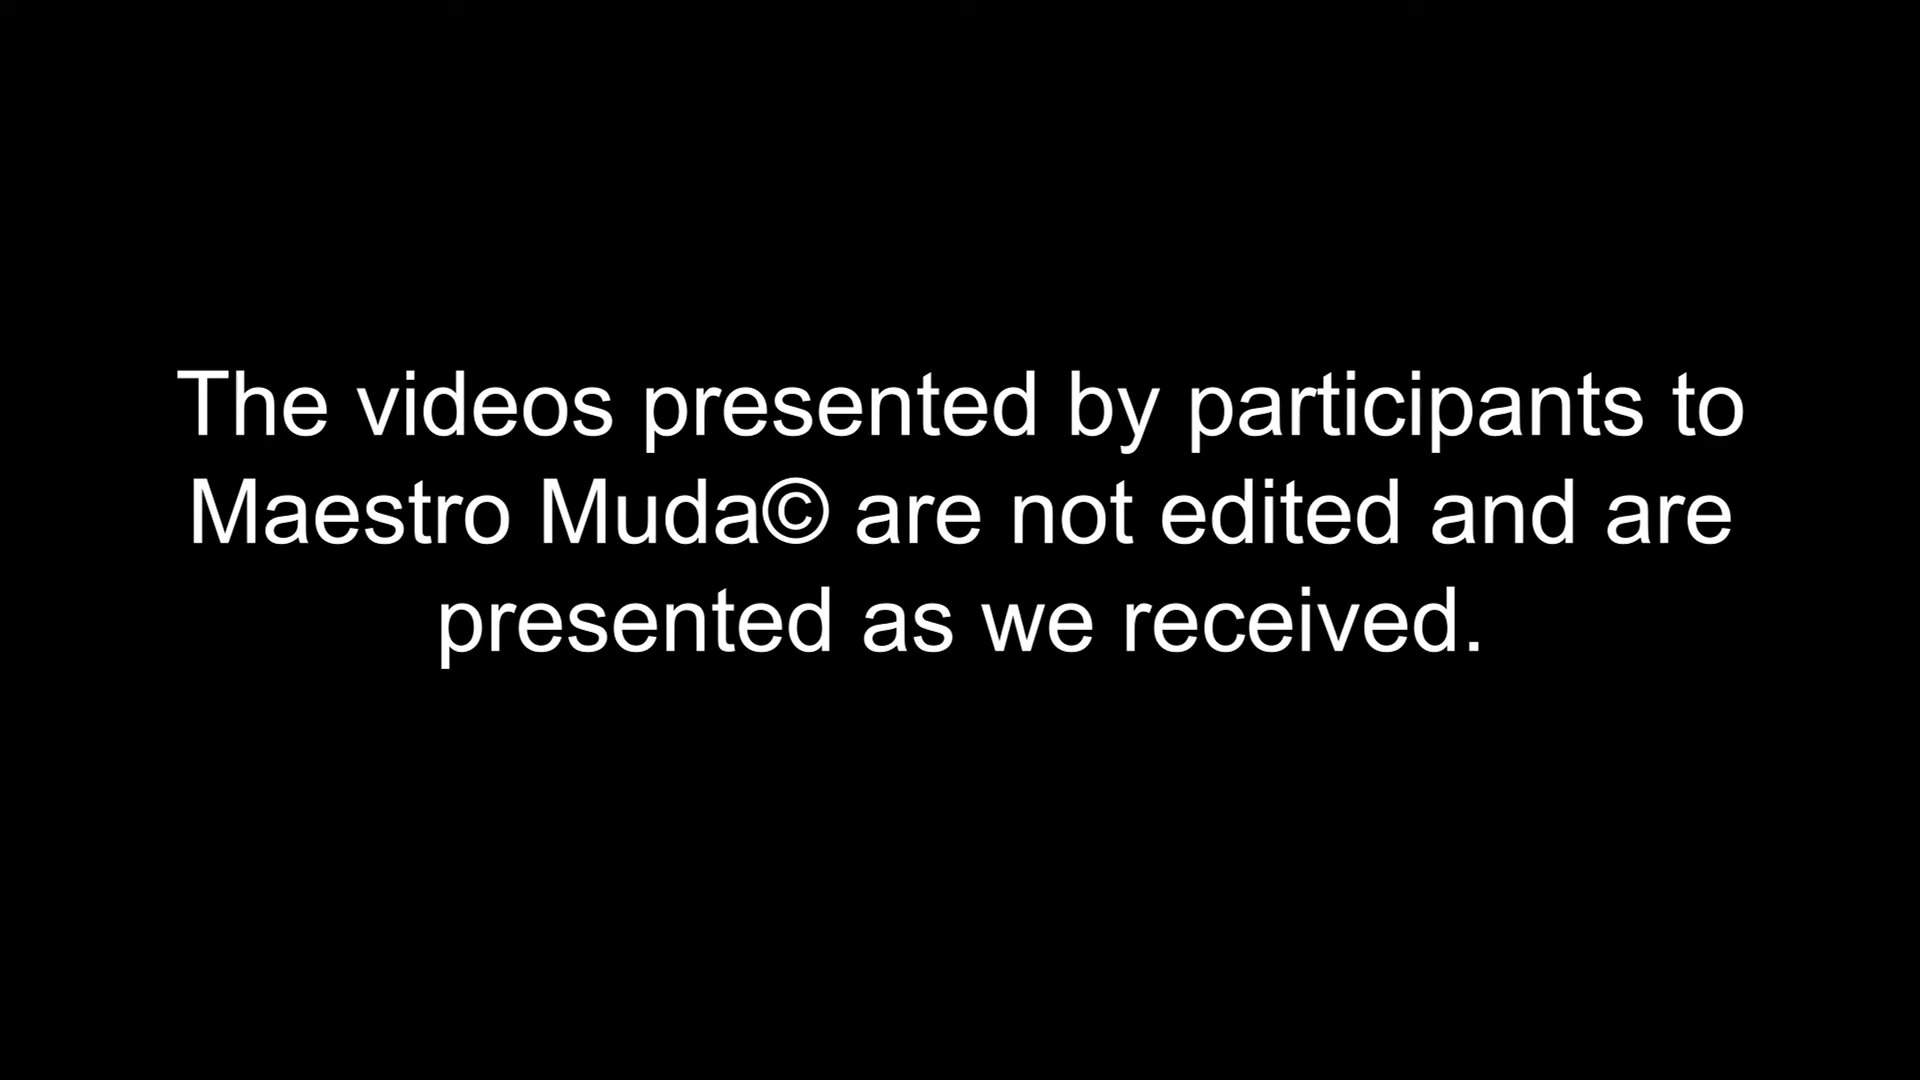 The videos presented by participants to
Maestro Muda© are not edited and are
presented as we received.